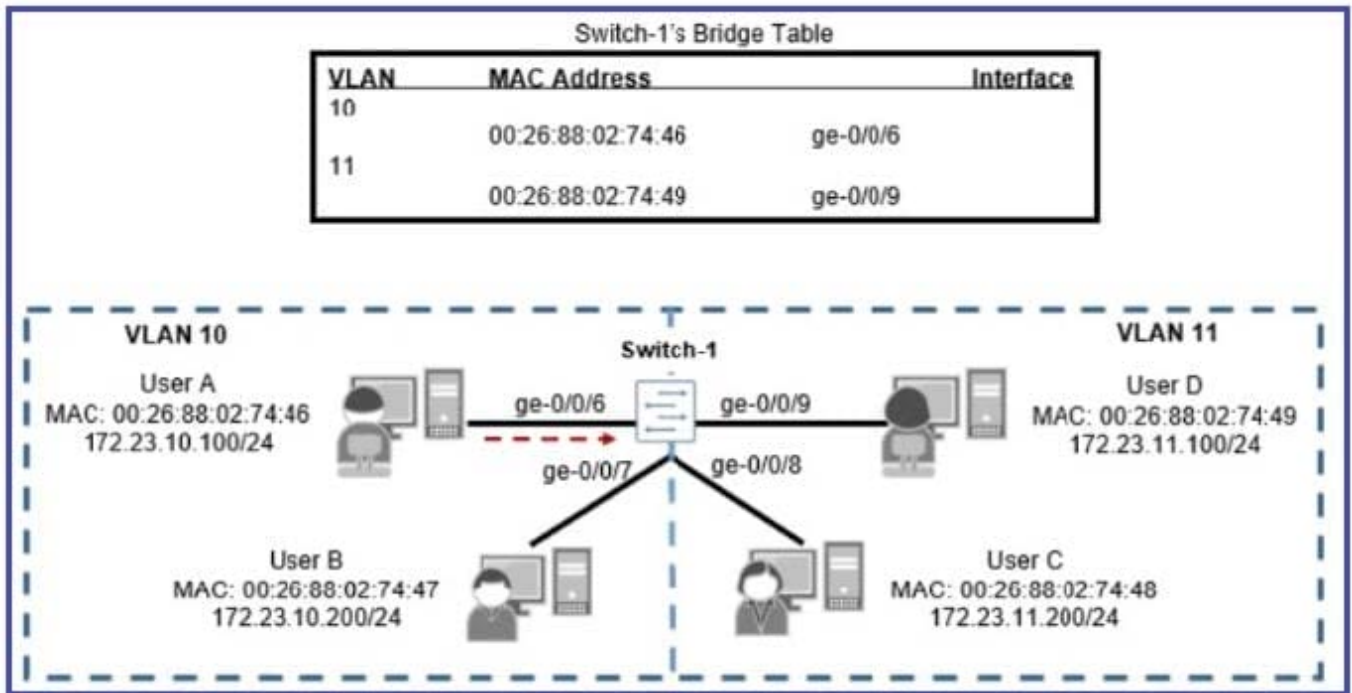 Switch-1's Bridge Table
VLAN MAC Address Interface
10
00:26:88:02:74:46 ge-0/0/6
11
00:26:88:02:74:49 ge-0/0/9
VLAN 10
VLAN 11
Switch-1
User A
MAC: 00:26:88:02:74:46
172.23.10.100/24
ge-0/0/6
ge-0/0/9
User D
MAC: 00:26:88:02:74:49
172.23.11.100/24
ge-0/0/7
ge-0/0/8
User B
MAC: 00:26:88:02:74:47
172.23.10.200/24
User C
MAC: 00:26:88:02:74:48
172.23.11.200/24